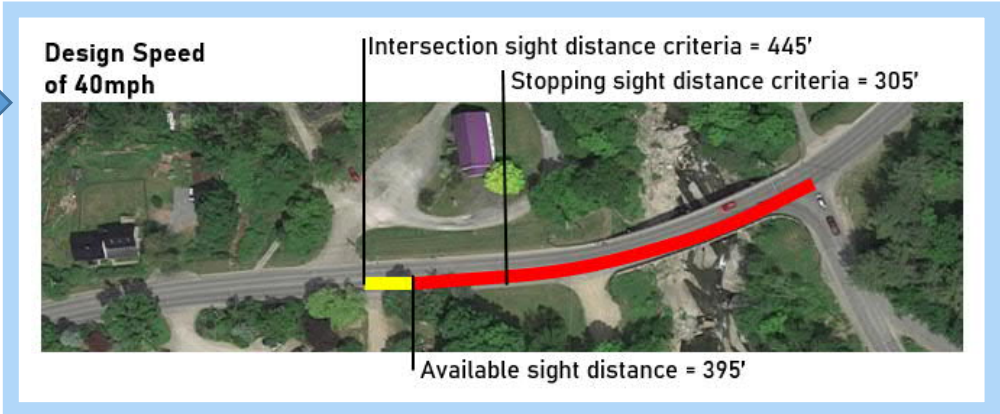 Design Speed
of 40mph
Intersection sight distance criteria = 445’
Stopping sight distance criteria = 305’
Available sight distance = 395’